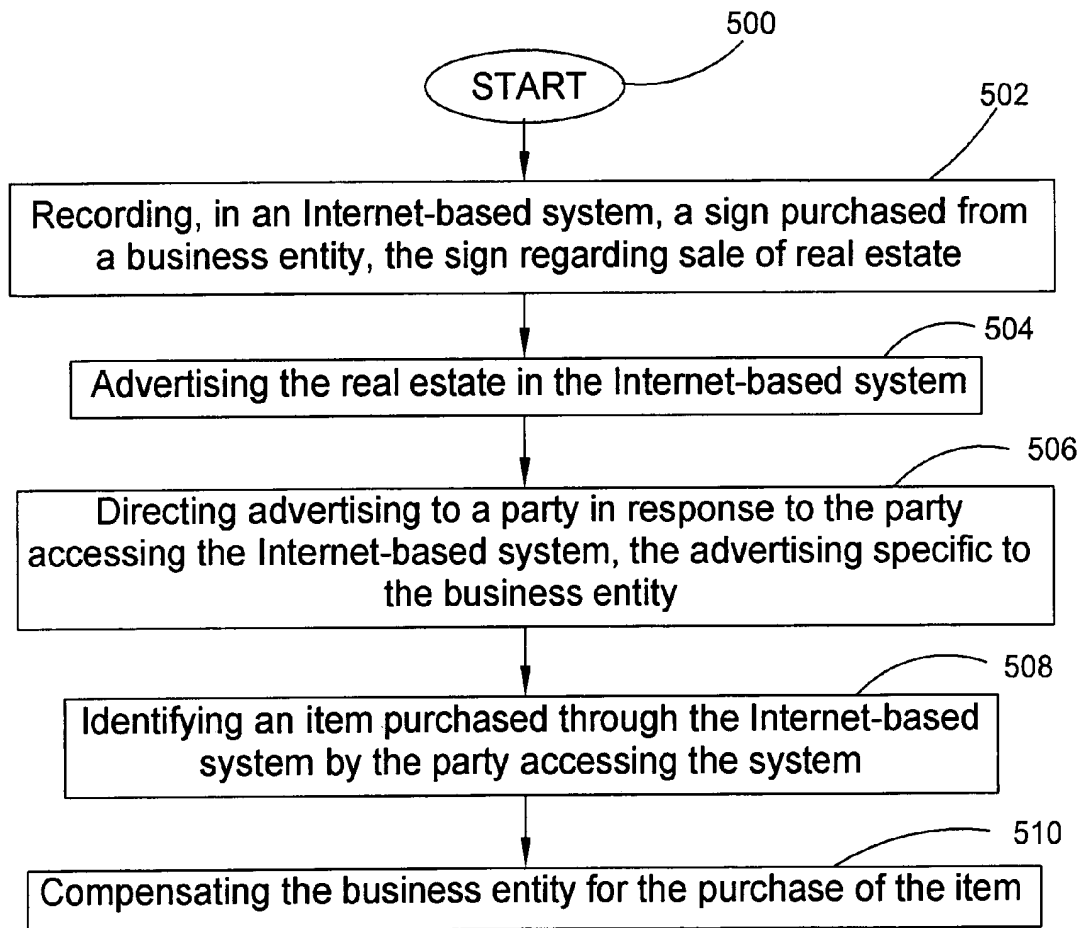 500
START
502
Recording, in an Internet-based system, a sign purchased from
a business entity, the sign regarding sale of real estate
504
Advertising the real estate in the Internet-based system
506
Directing advertising to a party in response to the party
accessing the Internet-based system, the advertising specific to
the business entity
508
Identifying an item purchased through the Internet-based
system by the party accessing the system
510
Compensating the business entity for the purchase of the item